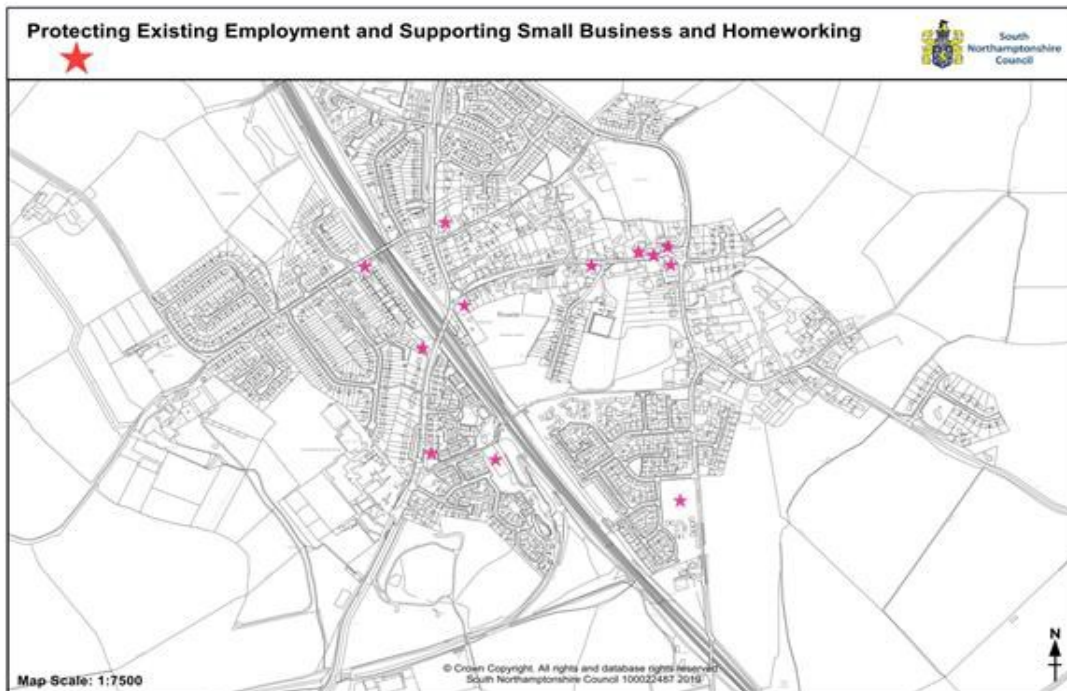 Protecting Existing Employment and Supporting Small Business and Homeworking
South
Northamptonshire
Council
N
Map Scale: 1:7500
© Crown Copyright. All rights and database rights reserved
South Northamptonshire Council 100022487 2019